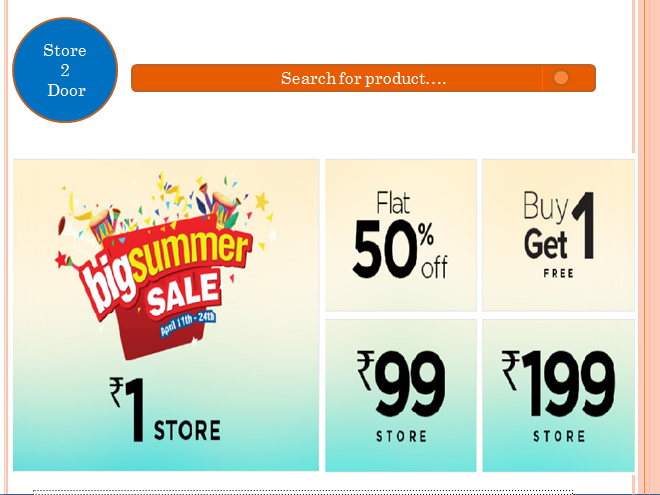 Store
2
Door
Search for product....
big summer
SALE
April 11th - 24th
₹1 STORE
Flat
50%
off
Buy 1
Get
FREE
₹99
STORE
₹199
STORE